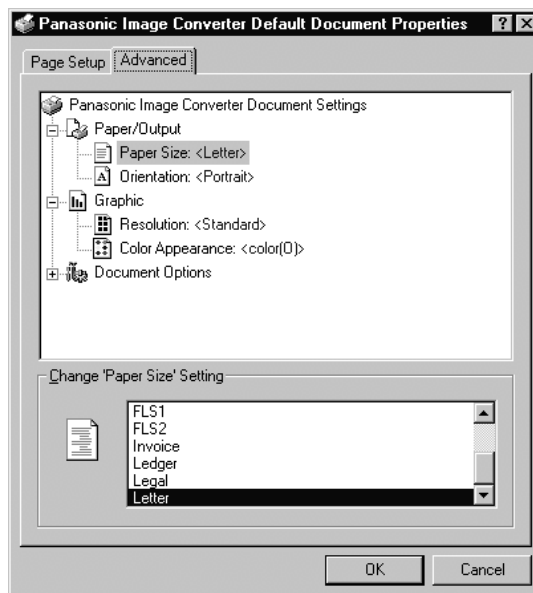 Panasonic Image Converter Default Document Properties
Page Setup
Advanced
Panasonic Image Converter Document Settings
Paper/Output
Paper Size: <Letter>
A Orientation: <Portrait>
Graphic
Resolution: <Standard>
Color Appearance: <color(O)>
Document Options
Change 'Paper Size' Setting
FLS1
FLS2
Invoice
Ledger
Legal
Letter
OK
Cancel